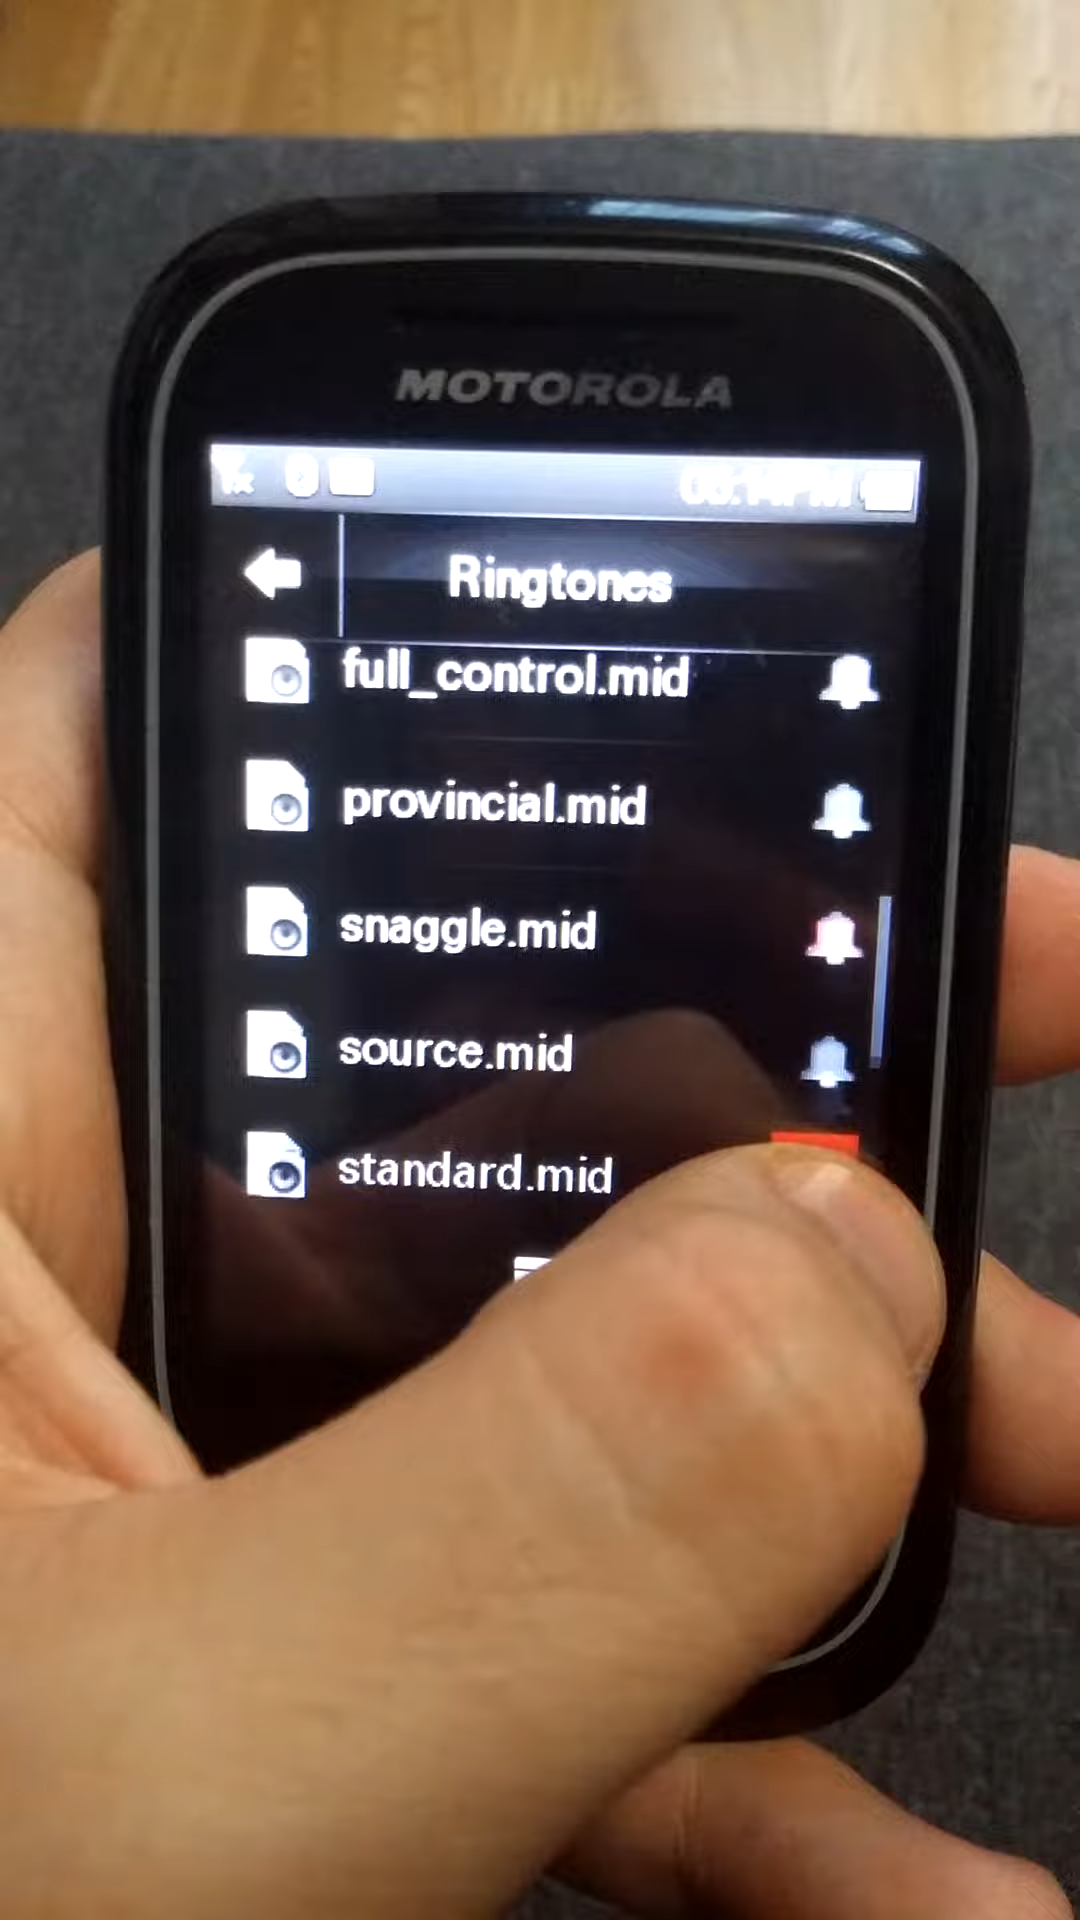 MOTOROLA
Ringtones
full_control.mid
provincial.mid
snaggle.mid
source.mid
standard.mid